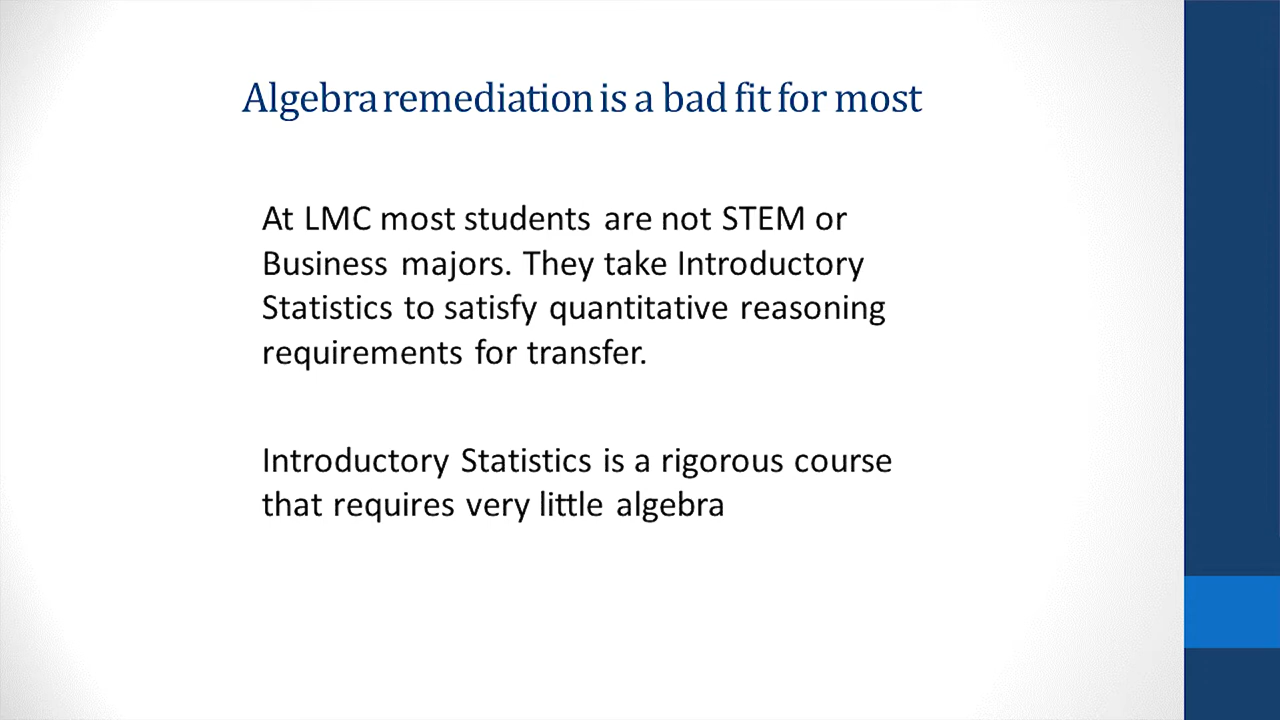 Algebra remediation is a bad fit for most
At LMC most students are not STEM or
Business majors. They take Introductory
Statistics to satisfy quantitative reasoning
requirements for transfer.
Introductory Statistics is a rigorous course
that requires very little algebra